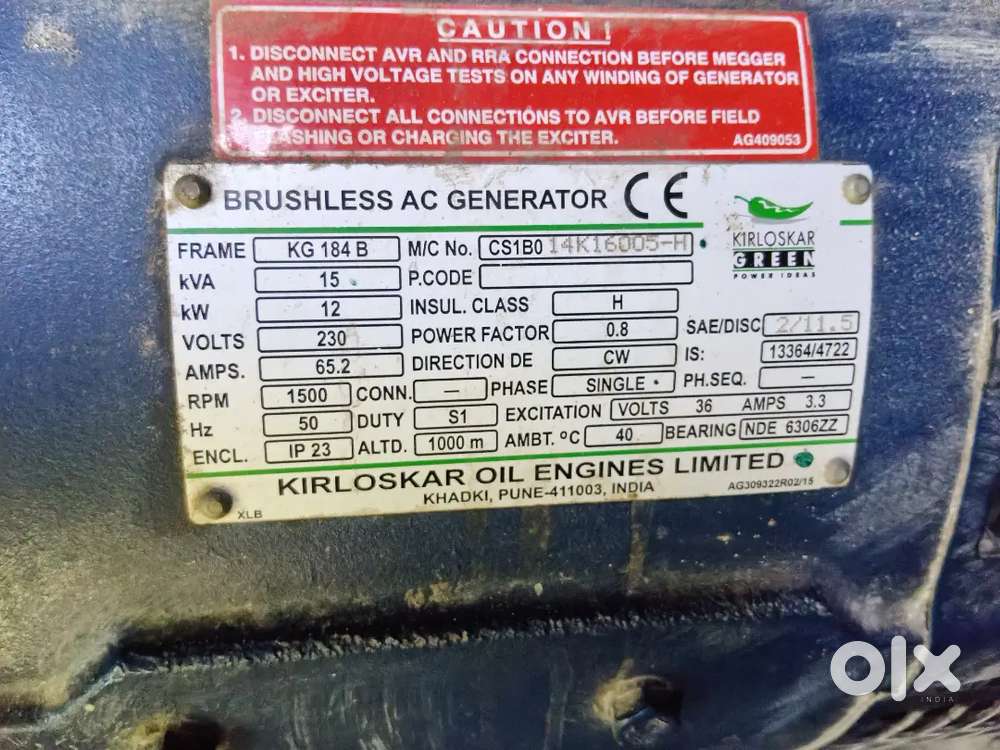 CAUTION!
1. DISCONNECT AVR AND RRA CONNECTION BEFORE MEGGER
AND HIGH VOLTAGE TESTS ON ANY WINDING OF GENERATOR
OR EXCITER.
2. DISCONNECT ALL CONNECTIONS TO AVR BEFORE FIELD
FLASHING OR CHARGING THE EXCITER. AG409053
BRUSHLESS AC GENERATOR CE
KIRLOSKAR
GREEN
POWER IDEAS
FRAME KG 184 B M/C No. CS1B0 14K16005-H
kVA 15 P.CODE
kW 12 INSUL. CLASS H
VOLTS 230 POWER FACTOR 0.8 SAE/DISC 2/11.5
AMPS. 65.2 DIRECTION DE CW IS: 13364/4722
RPM 1500 CONN. — PHASE SINGLE PH.SEQ. —
Hz 50 DUTY S1 EXCITATION VOLTS 36 AMPS 3.3
ENCL. IP 23 ALTD. 1000 m AMBT. ºC 40 BEARING NDE 6306ZZ
KIRLOSKAR OIL ENGINES LIMITED
KHADKI, PUNE-411003, INDIA
AG309322R02/15
XLB
olx
INDIA